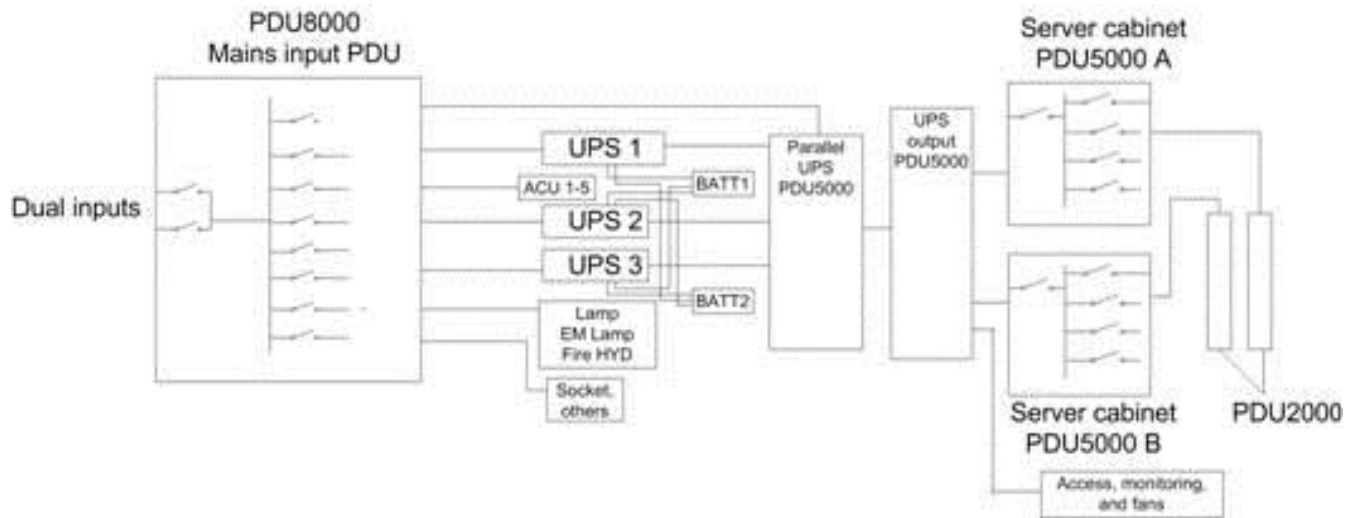 PDU8000
Mains input PDU
Dual inputs
UPS 1
ACU 1-5
UPS 2
UPS 3
BATT1
BATT2
Lamp
EM Lamp
Fire HYD
Socket,
others
Parallel
UPS
PDU5000
UPS
output
PDU5000
Server cabinet
PDU5000 A
Server cabinet
PDU5000 B
PDU2000
Access, monitoring,
and fans